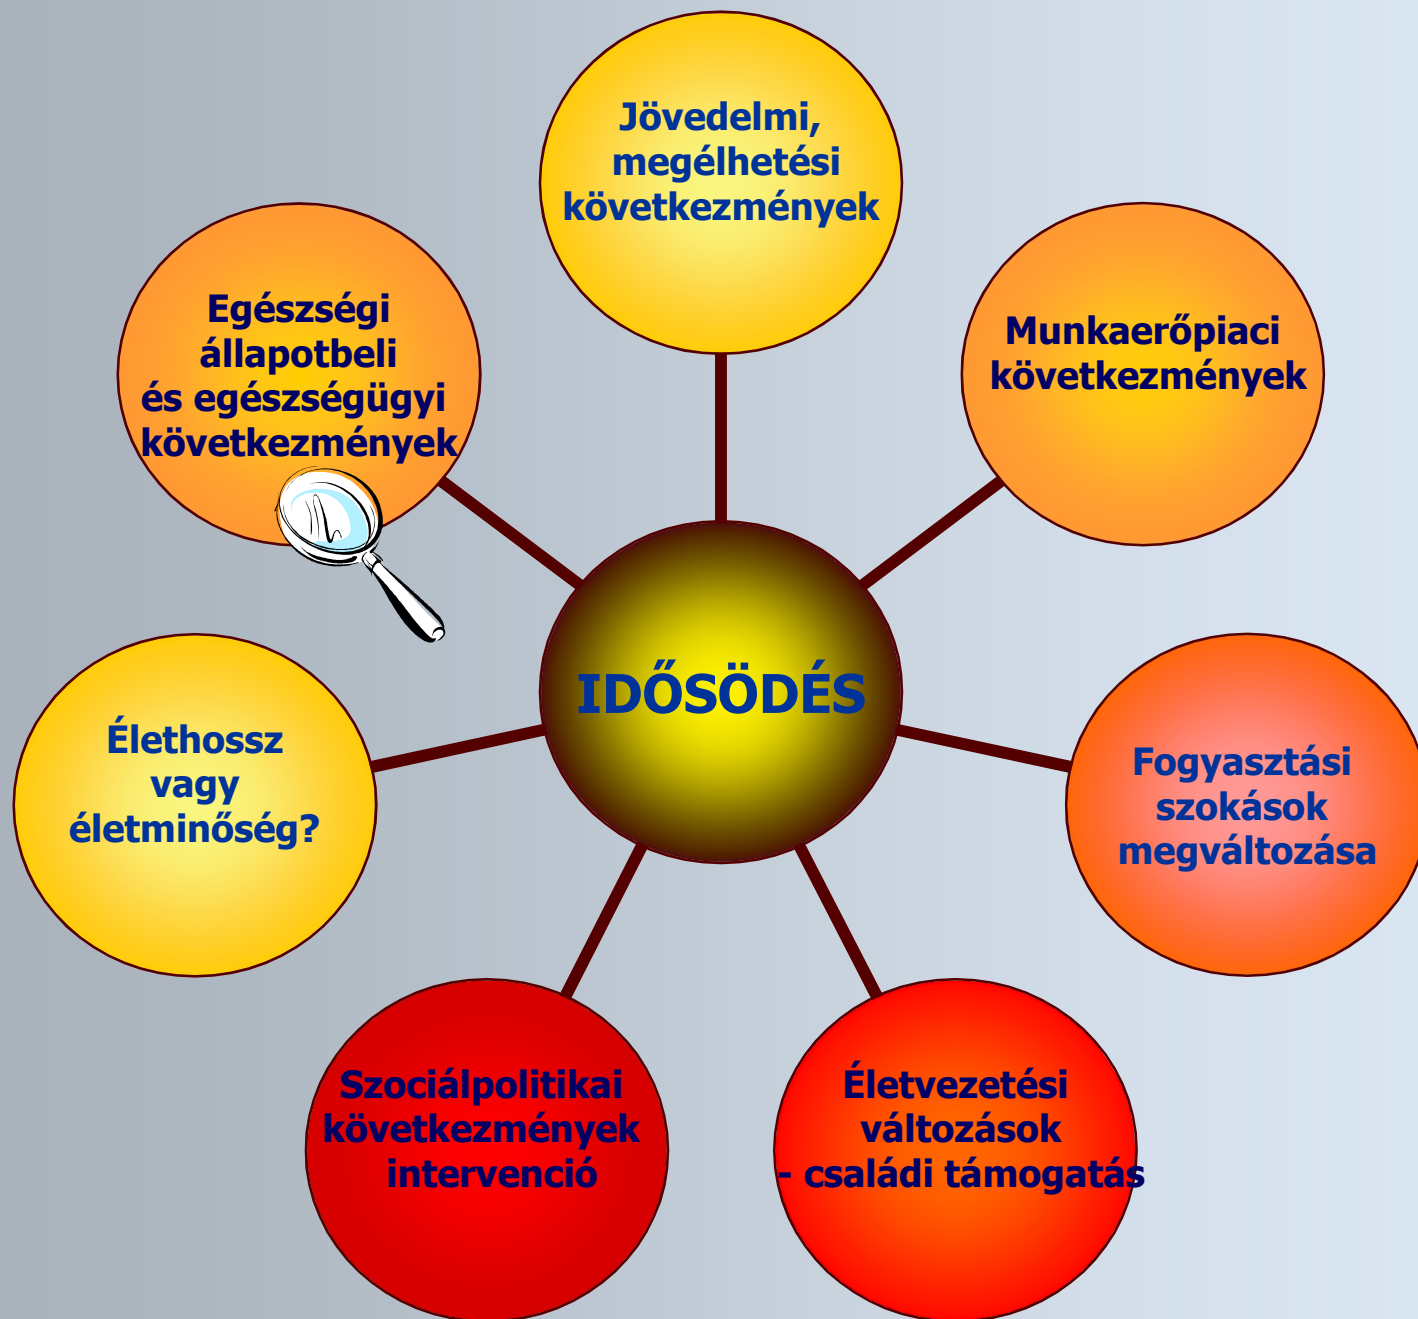 Jövedelmi,
megélhetési
következmények
Egészségi
állapotbeli
és egészségügyi
következmények
Munkaerőpiaci
következmények
IDŐSÖDÉS
Élethossz
vagy
életminőség?
Fogyasztási
szokások
megváltozása
Szociálpolitikai
következmények
intervenció
Életvezetési
változások
- családi támogatás